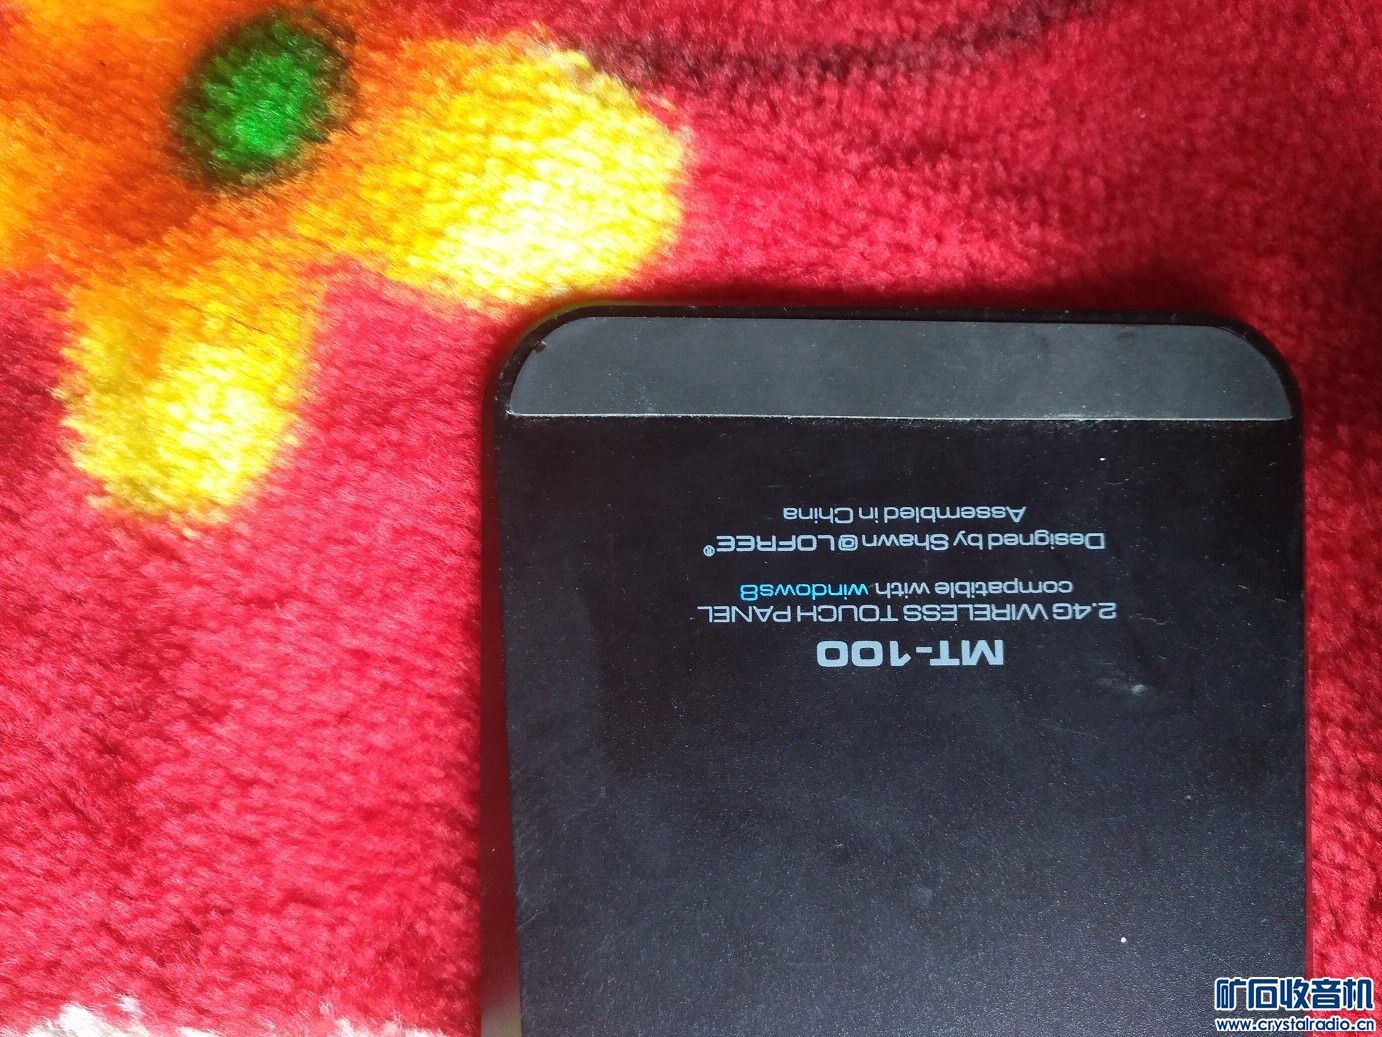 MT-100
2.4G WIRELESS TOUCH PANEL
compatible with windows8
Designed by Shawn@LOFREE®
Assembled in China
矿石收音机
www.crystalradio.cn